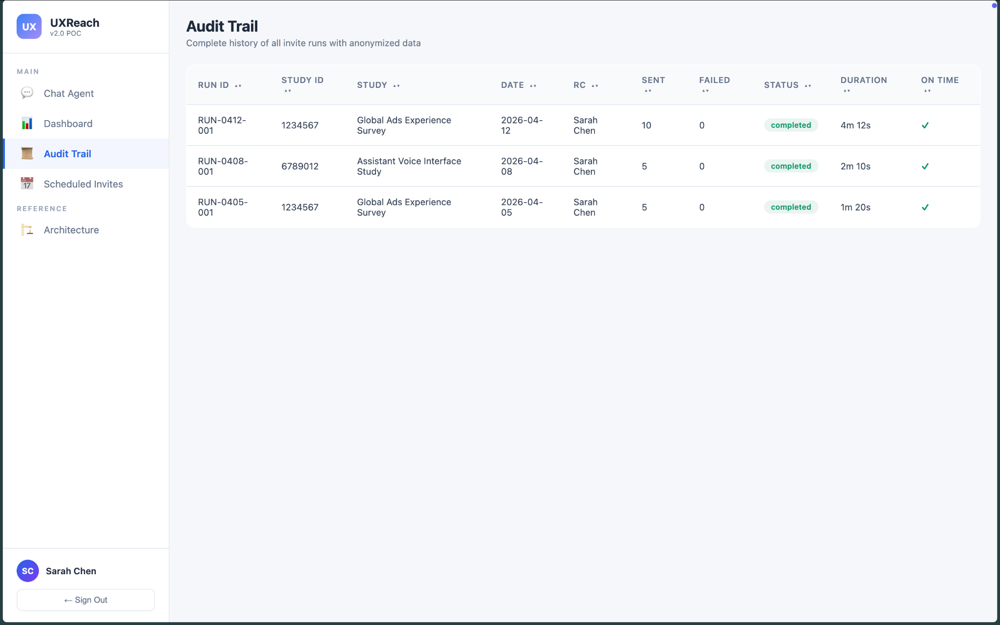 UX
UXReach
v2.0 POC
MAIN
Chat Agent
Dashboard
Audit Trail
17
Scheduled Invites
REFERENCE
Architecture
SC
Sarah Chen
← Sign Out
Audit Trail
Complete history of all invite runs with anonymized data
RUN ID ▲▼ STUDY ID ▲▼ STUDY ▲▼ DATE ▲▼ RC ▲▼ SENT ▲▼ FAILED ▲▼ STATUS ▲▼ DURATION ▲▼ ON TIME ▲▼
RUN-0412-
001
1234567
Global Ads Experience
Survey
2026-04-
12
Sarah
Chen
10
0
completed
4m 12s
✓
RUN-0408-
001
6789012
Assistant Voice Interface
Study
2026-04-
08
Sarah
Chen
5
0
completed
2m 10s
✓
RUN-0405-
001
1234567
Global Ads Experience
Survey
2026-04-
05
Sarah
Chen
5
0
completed
1m 20s
✓